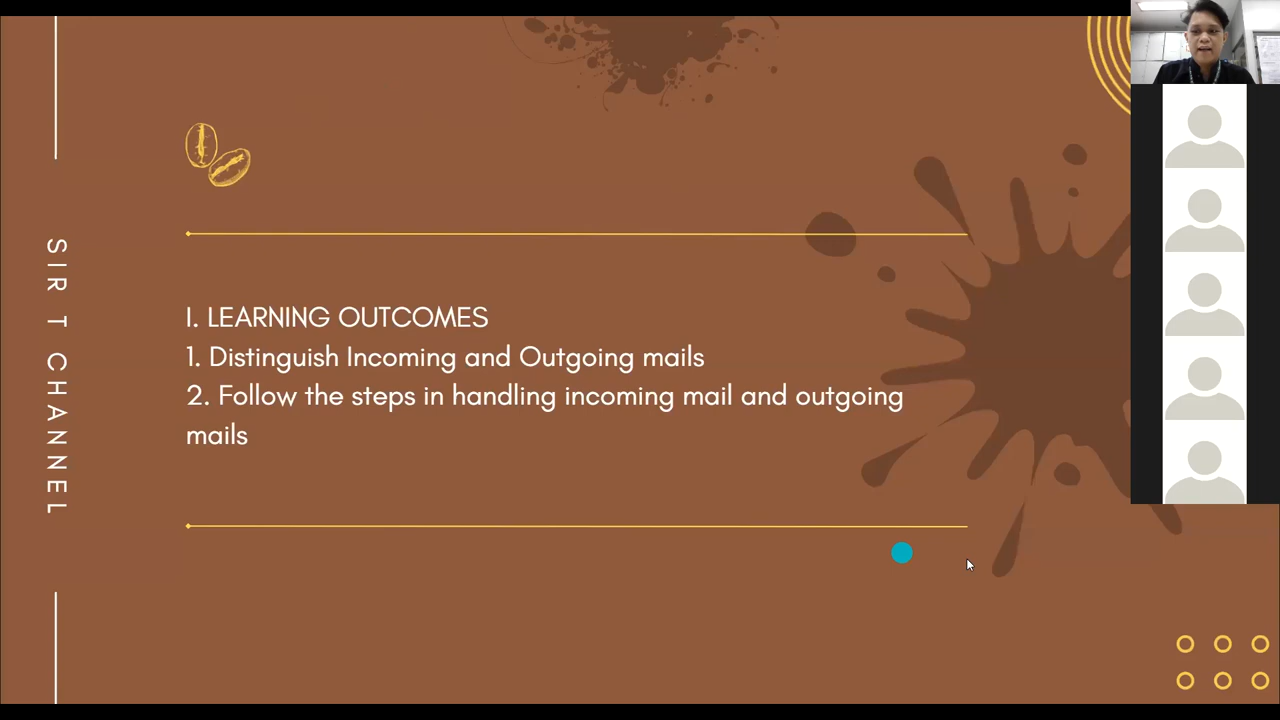 SIR T CHANNEL
I. LEARNING OUTCOMES
1. Distinguish Incoming and Outgoing mails
2. Follow the steps in handling incoming mail and outgoing
mails